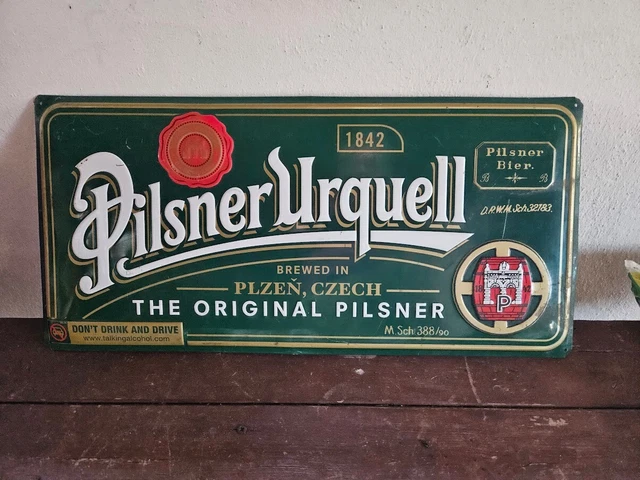 1842
Pilsner Urquell
Pilsner
Bier.
D.P.W.M. Sch. 32783.
BREWED IN
PLZEŇ, CZECH
THE ORIGINAL PILSNER
P
M Sch 388/90
DON'T DRINK AND DRIVE
www.talkingalcohol.com